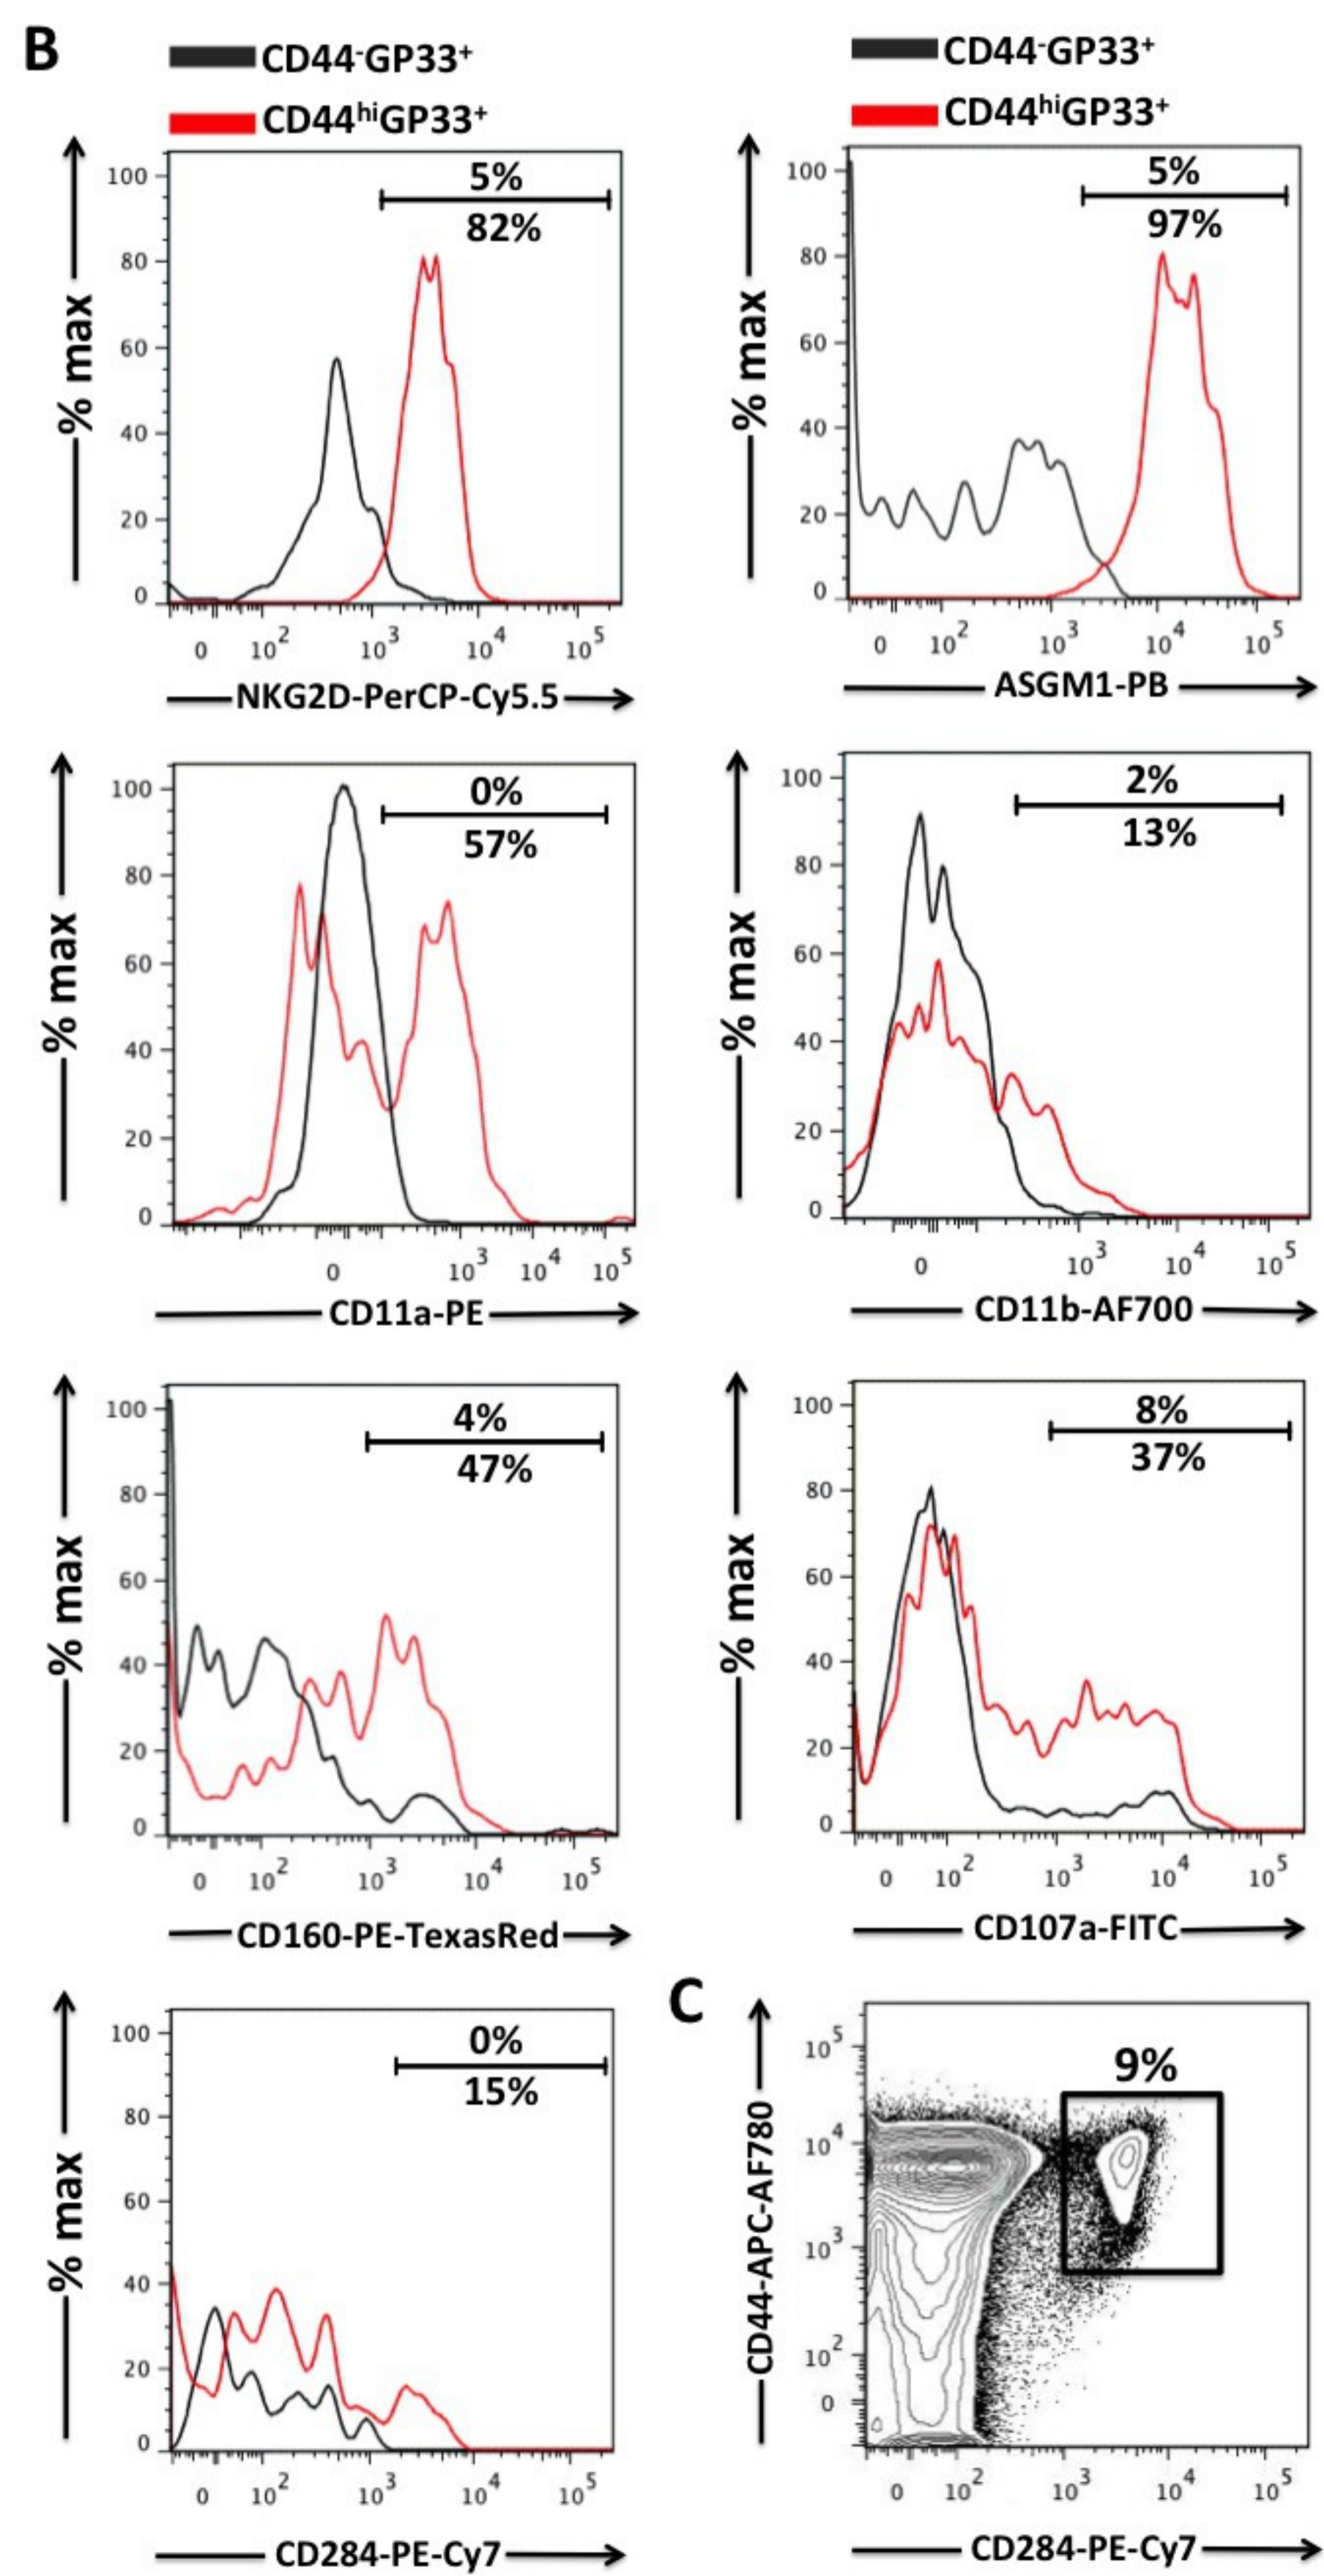 B
CD44⁻GP33⁺
CD44ʰⁱGP33⁺
CD44⁻GP33⁺
CD44ʰⁱGP33⁺
% max
100
80
60
40
20
0
5%
82%
0 10² 10³ 10⁴ 10⁵
NKG2D-PerCP-Cy5.5
% max
100
80
60
40
20
0
5%
97%
0 10² 10³ 10⁴ 10⁵
ASGM1-PB
% max
100
80
60
40
20
0
0%
57%
0 10³ 10⁴ 10⁵
CD11a-PE
% max
100
80
60
40
20
0
2%
13%
0 10³ 10⁴ 10⁵
CD11b-AF700
% max
100
80
60
40
20
0
4%
47%
0 10² 10³ 10⁴ 10⁵
CD160-PE-TexasRed
% max
100
80
60
40
20
0
8%
37%
0 10² 10³ 10⁴ 10⁵
CD107a-FITC
% max
100
80
60
40
20
0
0%
15%
0 10² 10³ 10⁴ 10⁵
CD284-PE-Cy7
C
CD44-APC-AF780
10⁵
10⁴
10³
10²
0
9%
0 10² 10³ 10⁴ 10⁵
CD284-PE-Cy7